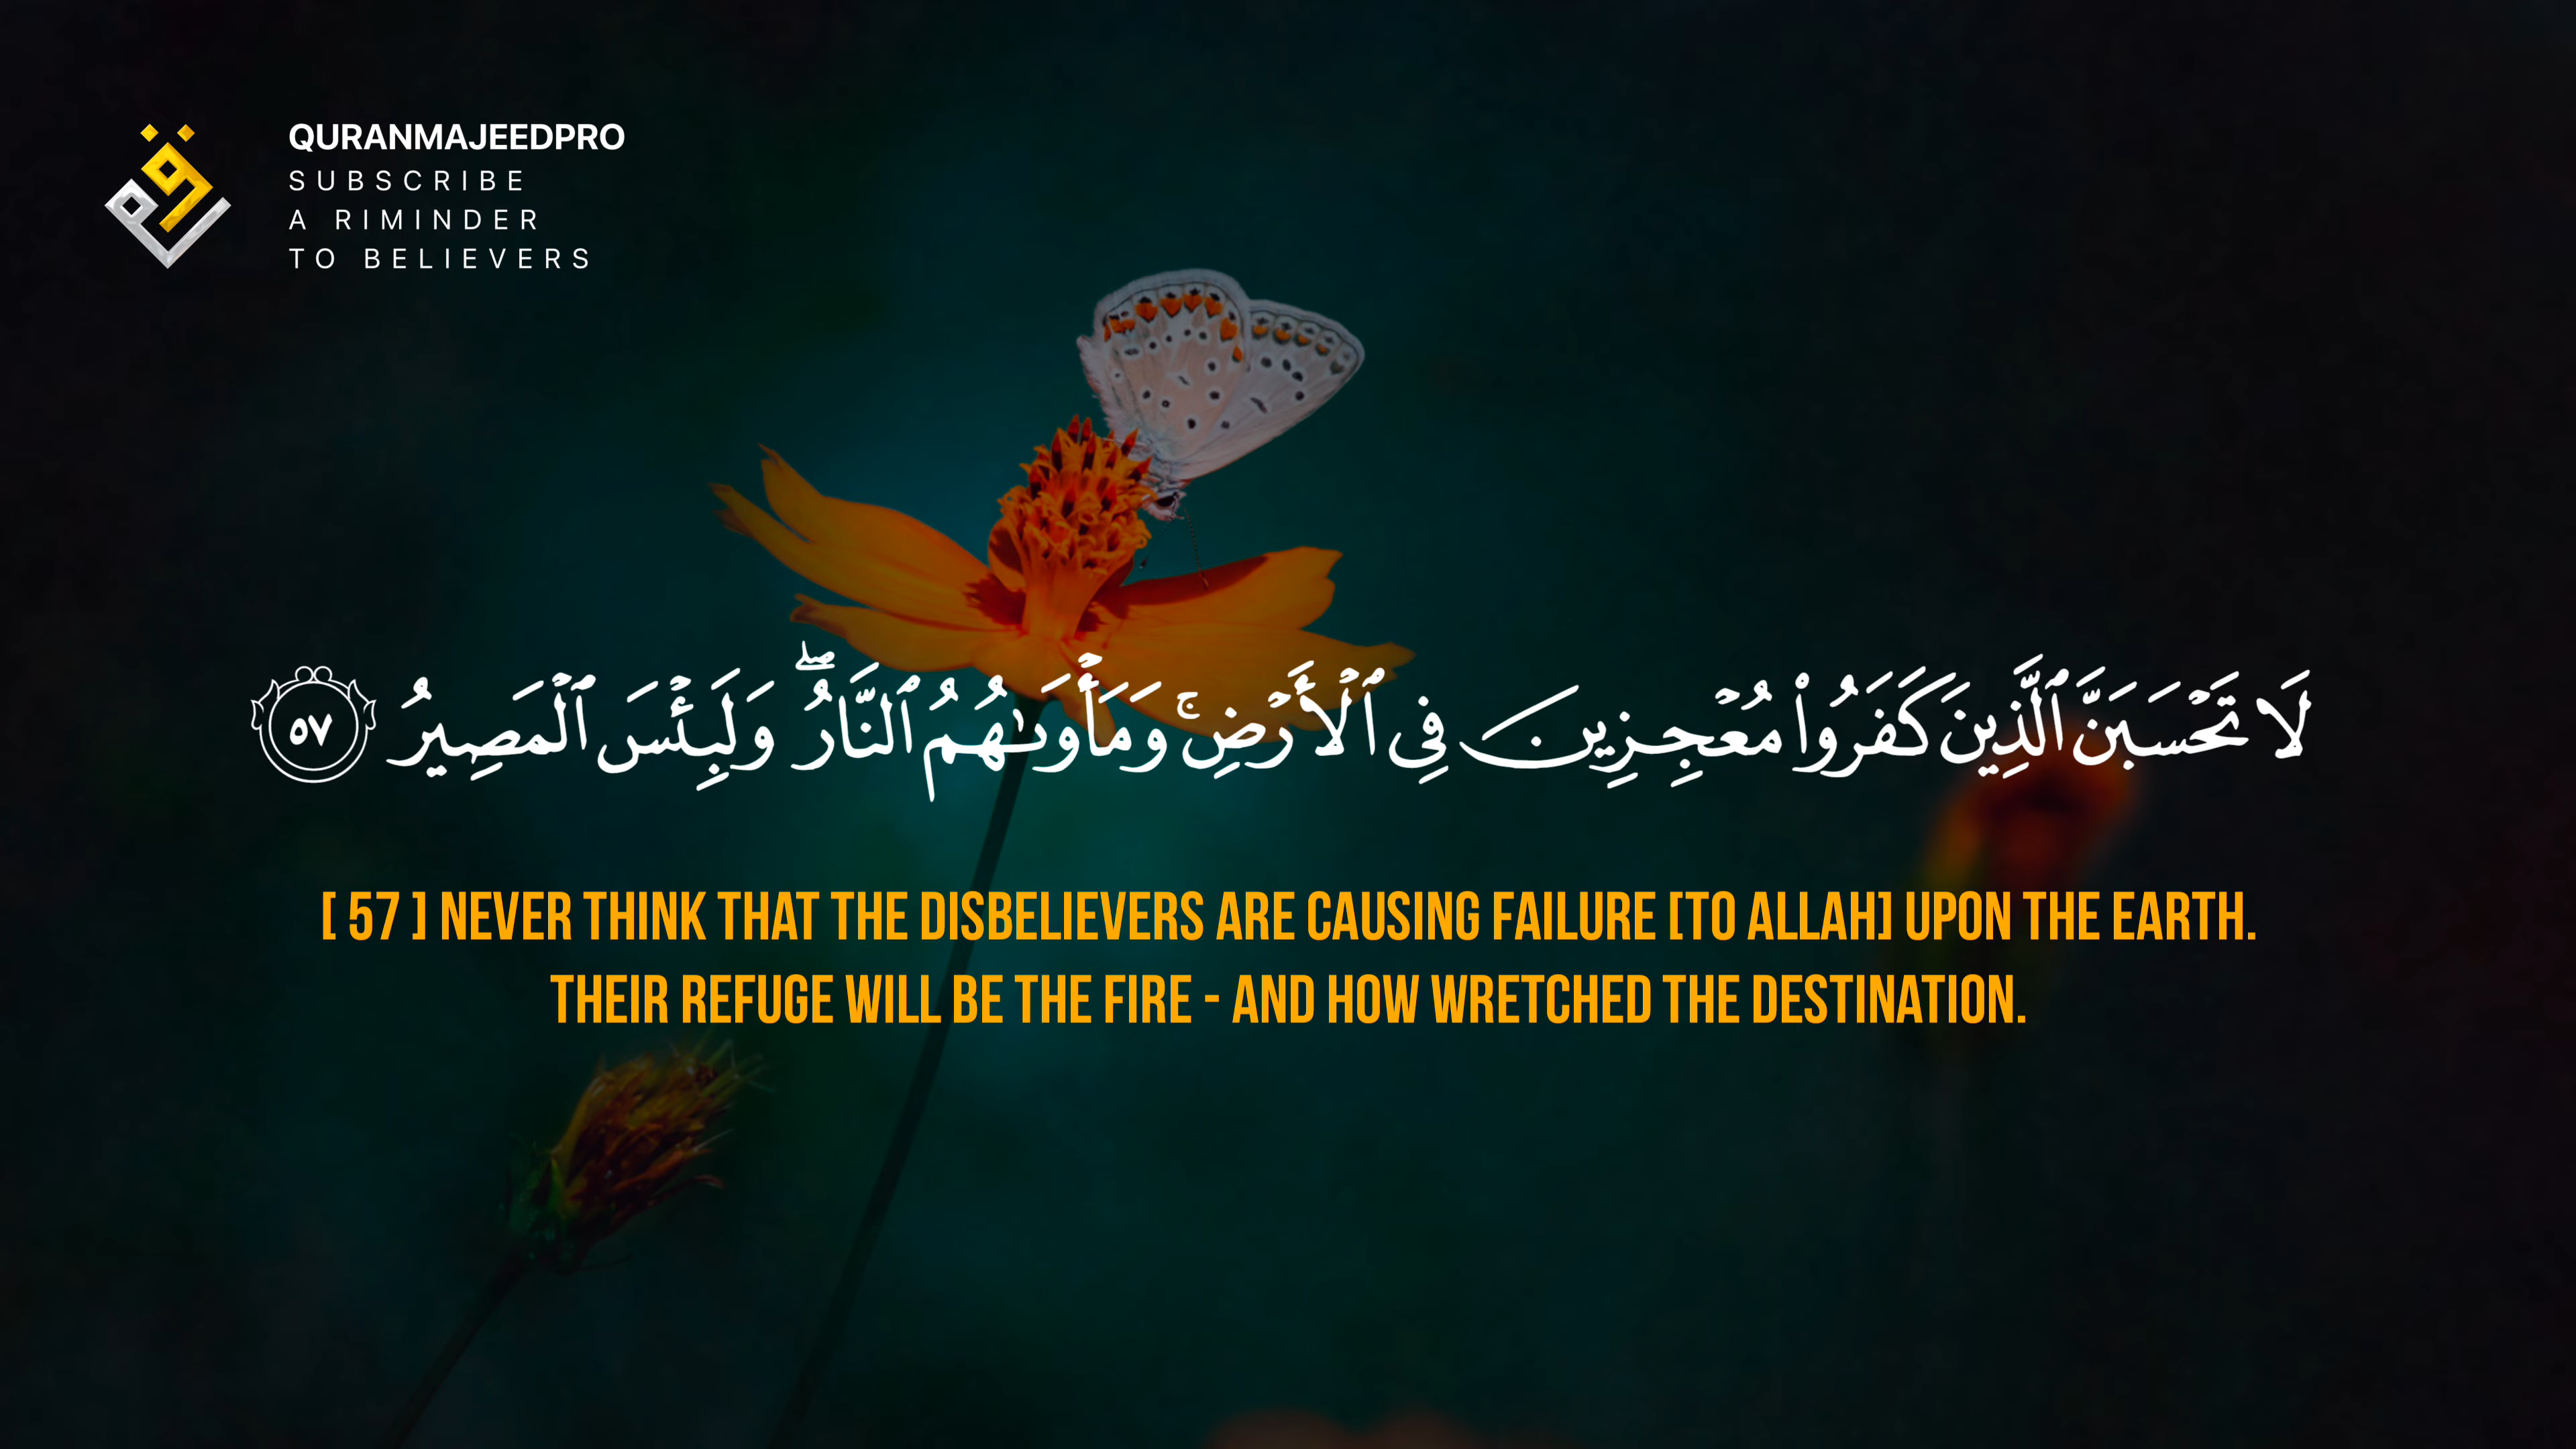 QURANMAJEEDPRO
SUBSCRIBE
A RIMINDER
TO BELIEVERS
لَا تَحْسَبَنَّ ٱلَّذِينَ كَفَرُوا۟ مُعْجِزِينَ فِى ٱلْأَرْضِ ۚ وَمَأْوَىٰهُمُ ٱلنَّارُ ۖ وَلَبِئْسَ ٱلْمَصِيرُ ٥٧
[ 57 ] NEVER THINK THAT THE DISBELIEVERS ARE CAUSING FAILURE [TO ALLAH] UPON THE EARTH.
THEIR REFUGE WILL BE THE FIRE - AND HOW WRETCHED THE DESTINATION.